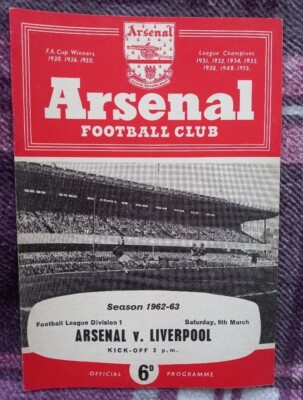 Arsenal
F.A. Cup Winners
1930, 1936, 1950.
League Champions
1931, 1933, 1934, 1935,
1938, 1948, 1953.
Arsenal
FOOTBALL CLUB
Season 1962-63
Football League Division 1
Saturday, 9th March
ARSENAL v. LIVERPOOL
KICK-OFF 3 p.m.
OFFICIAL 6D PROGRAMME